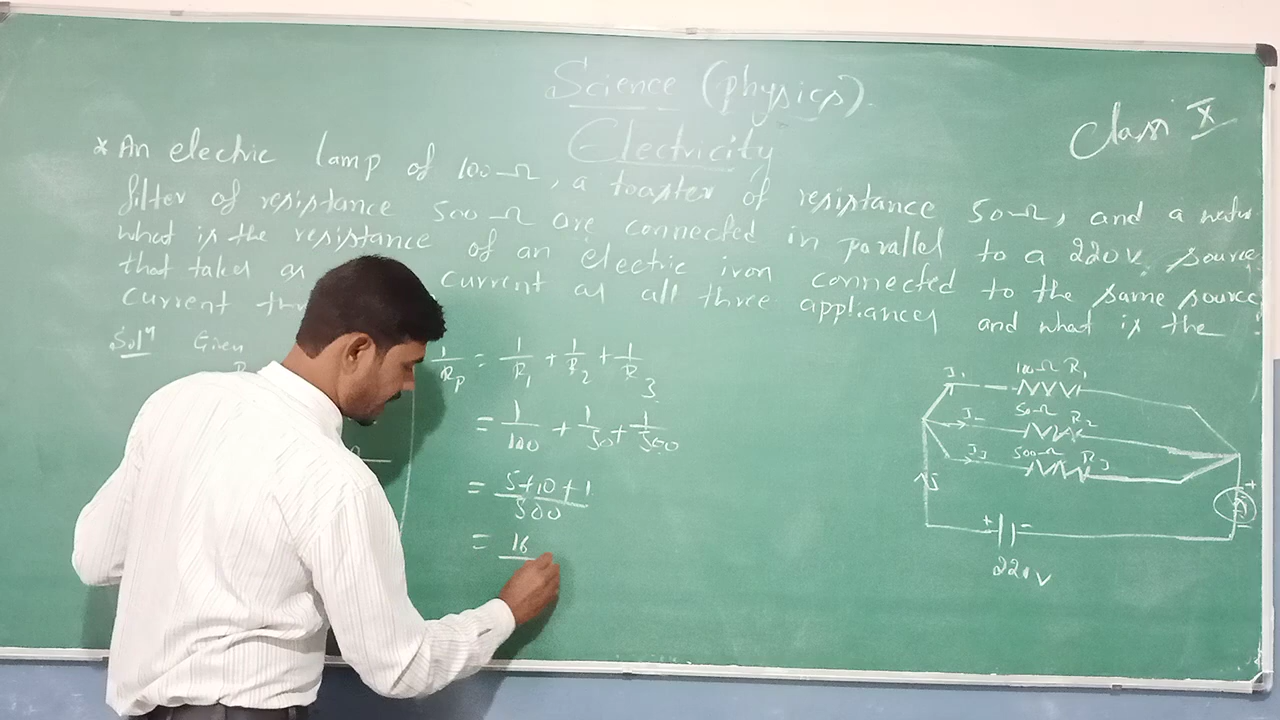 Science (physics)
Class X
Electricity
* An electric lamp of 100Ω, a toaster of resistance 50Ω, and a water
filter of resistance 500Ω are connected in parallel to a 220V source
what is the resistance of an electric iron connected to the same source
that takes as current as all three appliances and what is the
current
Solⁿ Given
1/Rp = 1/R1 + 1/R2 + 1/R3
= 1/100 + 1/50 + 1/500
= 5+10+1/500
= 16
I1 100Ω R1
50Ω R2
I3 500Ω R3
I
+
+ -
220V